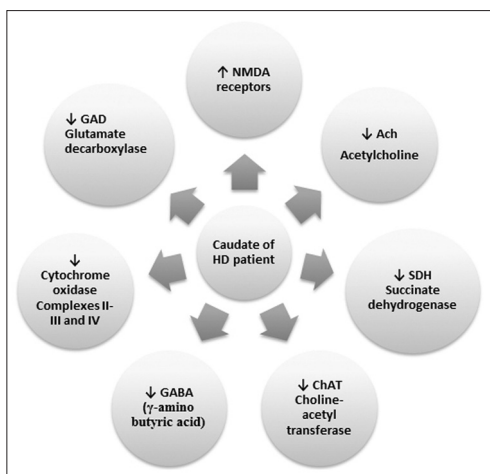 ↑ NMDA
receptors
↓ Ach
Acetylcholine
↓ SDH
Succinate
dehydrogenase
↓ ChAT
Choline-
acetyl
transferase
↓ GABA
(γ-amino
butyric acid)
↓
Cytochrome
oxidase
Complexes II-
III and IV
↓ GAD
Glutamate
decarboxylase
Caudate of
HD patient